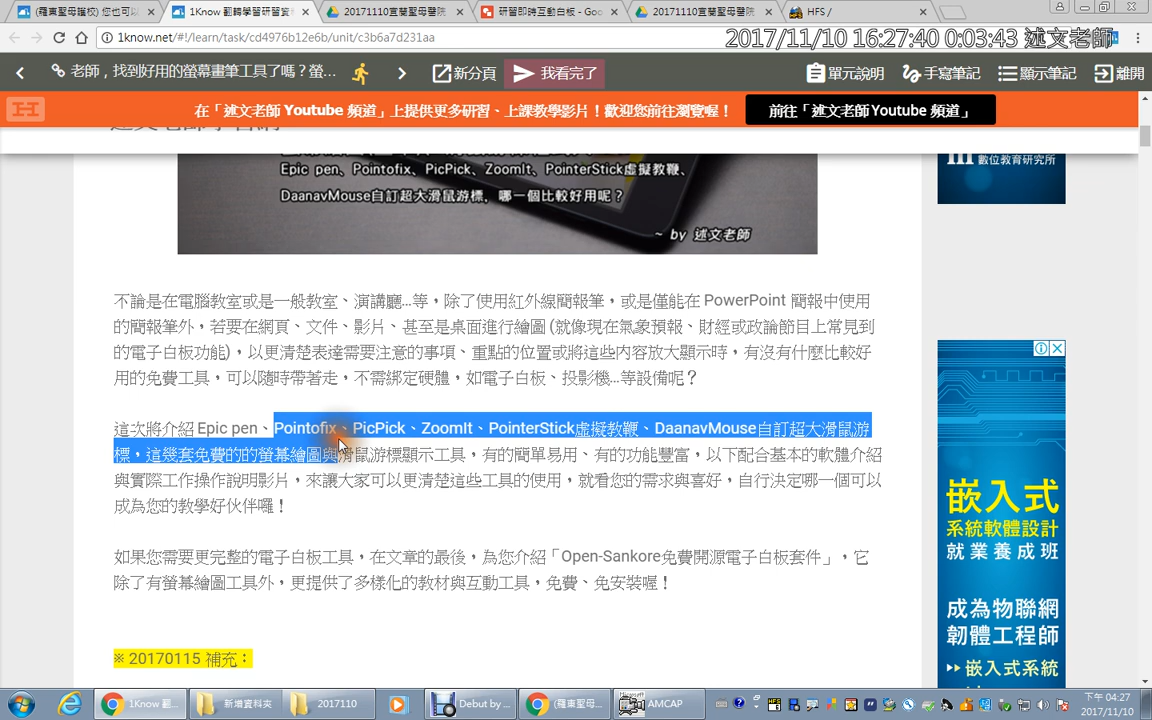 (羅東聖母護校) 您也可以
1Know 翻轉學習研習資料
20171110宜蘭聖母醫院
研習即時互動白板 - Goo
20171110宜蘭聖母醫院
HFS /
1know.net/#!/learn/task/cd4976b12e6b/unit/c3b6a7d231aa
2017/11/10 16:27:40 0:03:43 述文老師
老師，找到好用的螢幕畫筆工具了嗎？螢...
新分頁
我看完了
單元說明
手寫筆記
顯示筆記
離開
在「述文老師 Youtube 頻道」上提供更多研習、上課教學影片！歡迎您前往瀏覽喔！
前往「述文老師Youtube 頻道」
數位教育研究所
Epic pen、Pointofix、PicPick、ZoomIt、PointerStick虛擬教鞭、
DaanavMouse自訂超大滑鼠游標，哪一個比較好用呢？
~ by 述文老師
不論是在電腦教室或是一般教室、演講廳...等，除了使用紅外線簡報筆，或是僅能在 PowerPoint 簡報中使用
的簡報筆外，若要在網頁、文件、影片、甚至是桌面進行繪圖 (就像現在氣象預報、財經或政論節目上常見到
的電子白板功能)，以更清楚表達需要注意的事項、重點的位置或將這些內容放大顯示時，有沒有什麼比較好
用的免費工具，可以隨時帶著走，不需綁定硬體，如電子白板、投影機...等設備呢？
這次將介紹 Epic pen、Pointofix、PicPick、ZoomIt、PointerStick虛擬教鞭、DaanavMouse自訂超大滑鼠游
標，這幾套免費的的螢幕繪圖與滑鼠游標顯示工具，有的簡單易用、有的功能豐富，以下配合基本的軟體介紹
與實際工作操作說明影片，來讓大家可以更清楚這些工具的使用，就看您的需求與喜好，自行決定哪一個可以
成為您的教學好伙伴囉！
如果您需要更完整的電子白板工具，在文章的最後，為您介紹「Open-Sankore免費開源電子白板套件」，它
除了有螢幕繪圖工具外，更提供了多樣化的教材與互動工具，免費、免安裝喔！
※ 20170115 補充：
嵌入式
系統軟體設計
就業養成班
成為物聯網
韌體工程師
嵌入式系統
1Know 翻...
新增資料夾
2017110
Debut by ...
(羅東聖母...
AMCAP
下午 04:27
2017/11/10